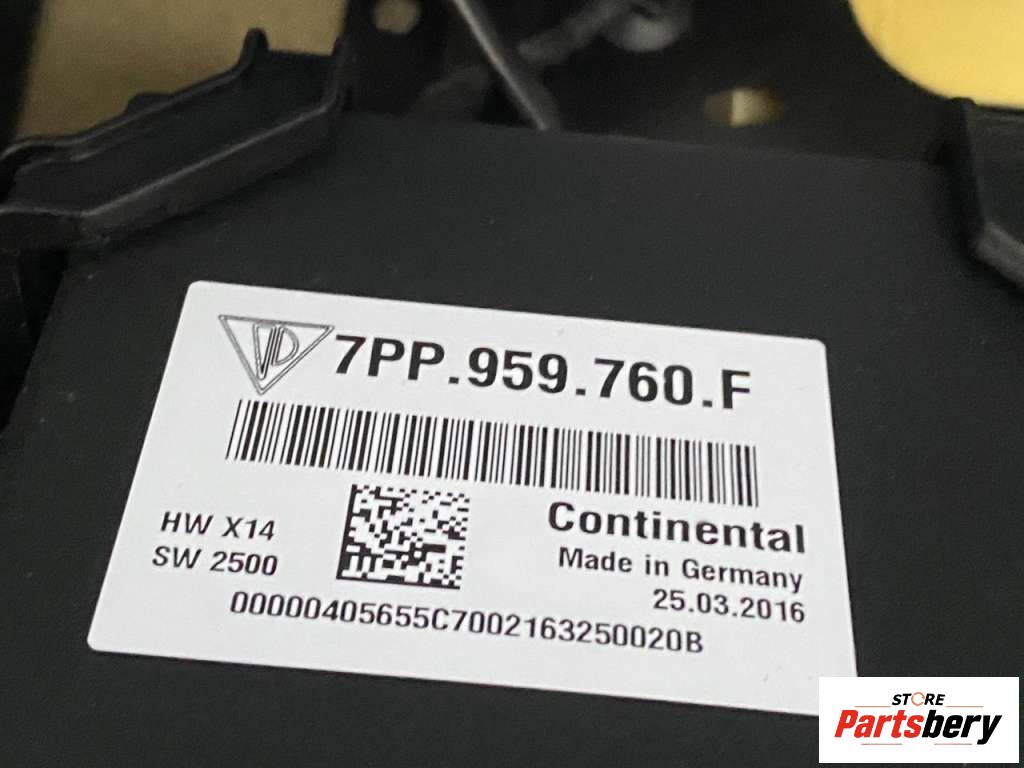 7PP.959.760.F
HW X14
SW 2500
Continental
Made in Germany
25.03.2016
00000405655C7002163250020B
STORE
Partsbery